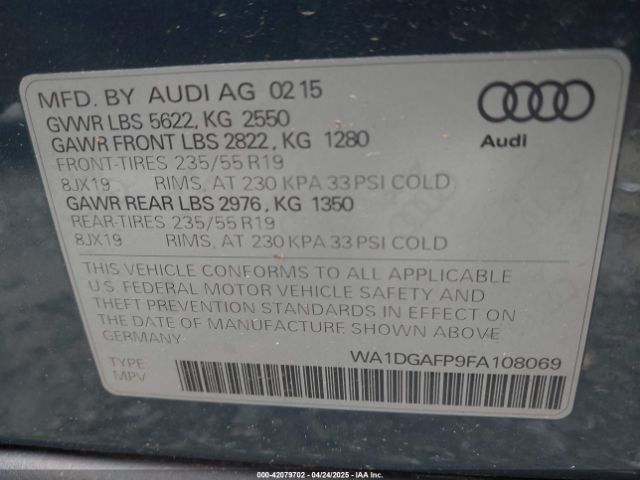 MFD. BY AUDI AG 02 15
GVWR LBS 5622, KG 2550
GAWR FRONT LBS 2822, KG 1280
FRONT-TIRES 235/55 R19
8JX19 RIMS, AT 230 KPA 33 PSI COLD
GAWR REAR LBS 2976, KG 1350
REAR-TIRES 235/55 R19
8JX19 RIMS, AT 230 KPA 33 PSI COLD
Audi
THIS VEHICLE CONFORMS TO ALL APPLICABLE
U.S. FEDERAL MOTOR VEHICLE SAFETY AND
THEFT PREVENTION STANDARDS IN EFFECT ON
THE DATE OF MANUFACTURE SHOWN ABOVE.
GERMANY
WA1DGAFP9FA108069
TYPE
MPV
000-42079702 - 04/24/2025 - IAA Inc.